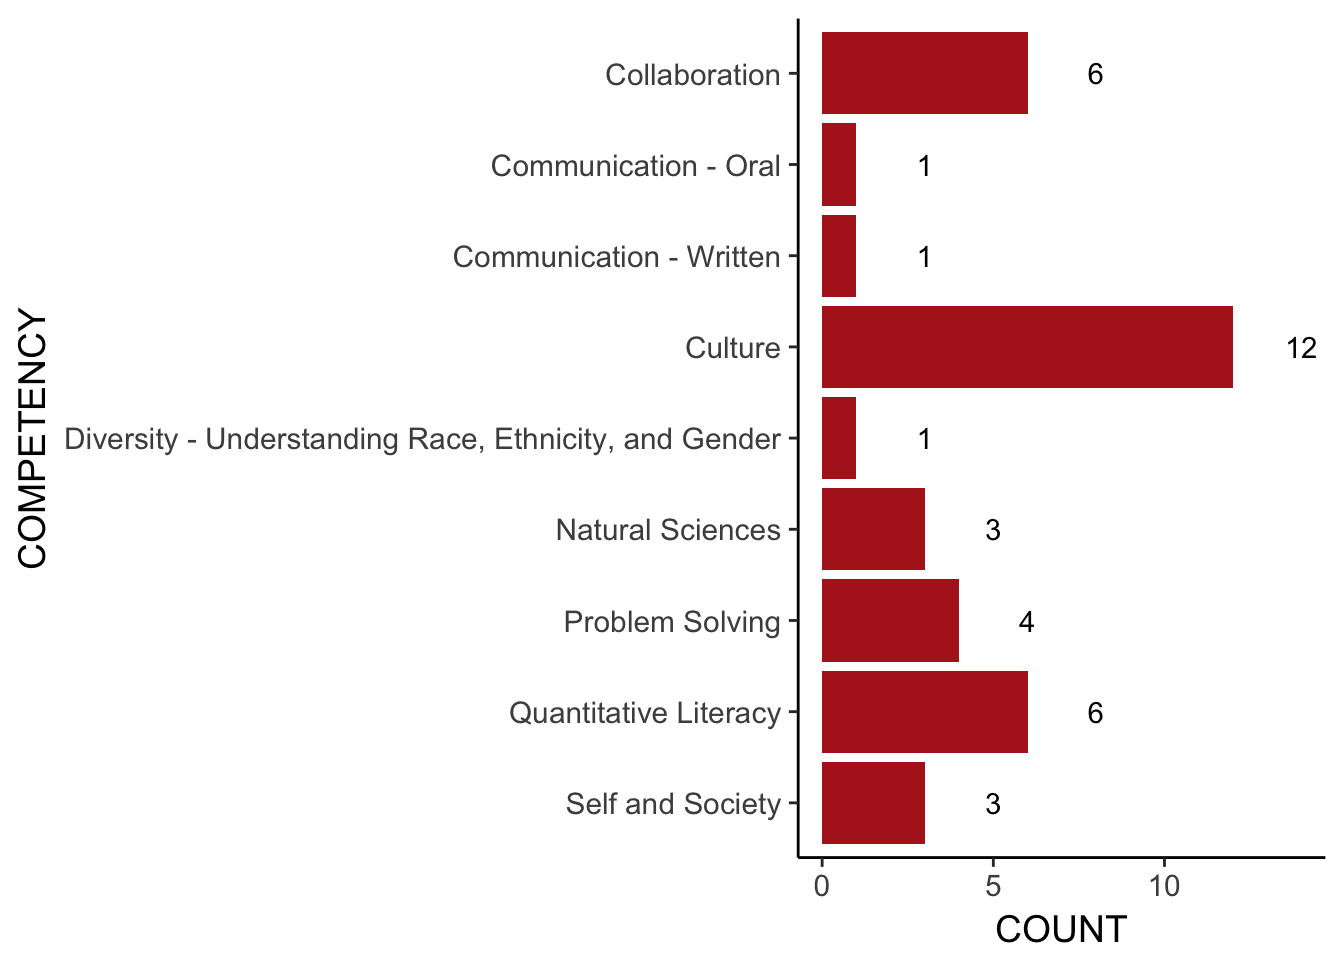 Collaboration 6
Communication - Oral 1
Communication - Written 1
Culture 12
Diversity - Understanding Race, Ethnicity, and Gender 1
Natural Sciences 3
Problem Solving 4
Quantitative Literacy 6
Self and Society 3
0 5 10
COUNT
COMPETENCY